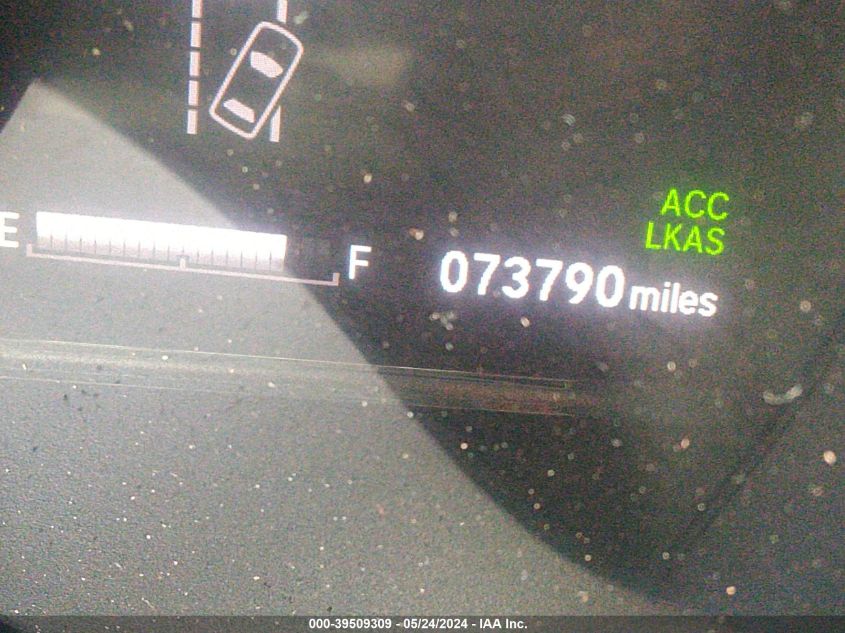 ACC
LKAS
E
F
073790 miles
000-39509309 - 05/24/2024 - IAA Inc.